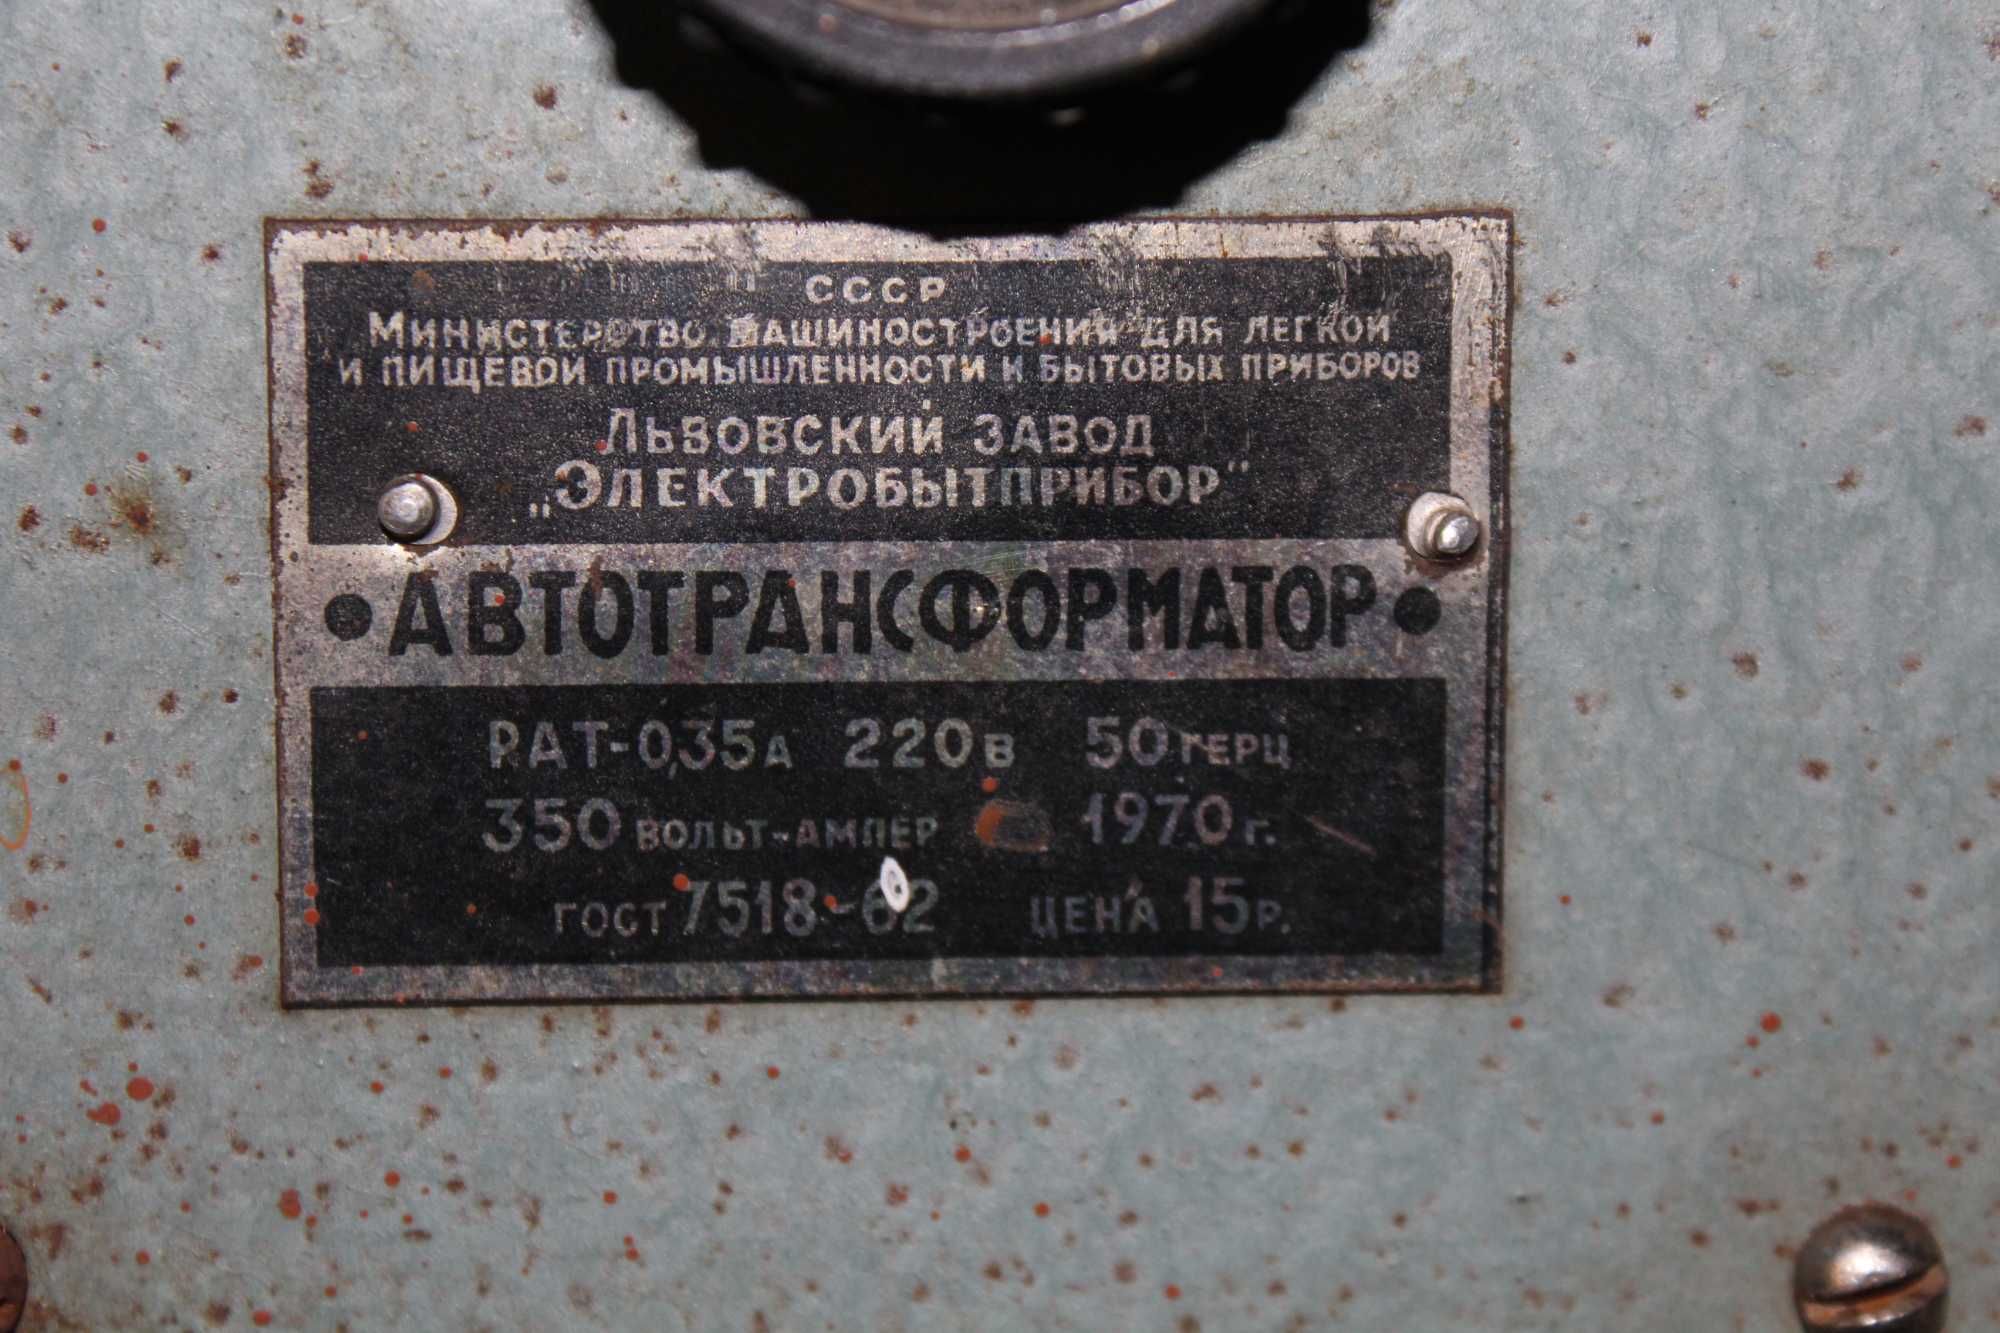 СССР
Министерство машиностроения для легкой
и пищевой промышленности и бытовых приборов
Львовский завод
„Электробытприбор"
•АВТОТРАНСФОРМАТОР•
РАТ-0,35А 220в 50герц
350 вольт-ампер 1970г.
ГОСТ 7518-62 ЦЕНА 15р.